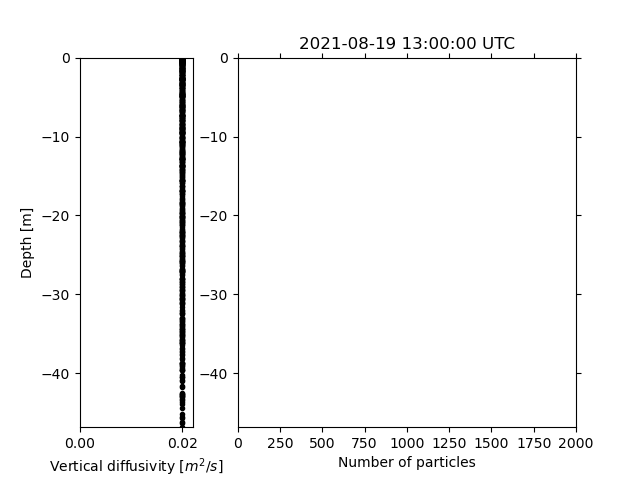 2021-08-19 13:00:00 UTC
0
−10
−20
−30
−40
Depth [m]
0.00 0.02
Vertical diffusivity [m²/s]
0
−10
−20
−30
−40
0 250 500 750 1000 1250 1500 1750 2000
Number of particles